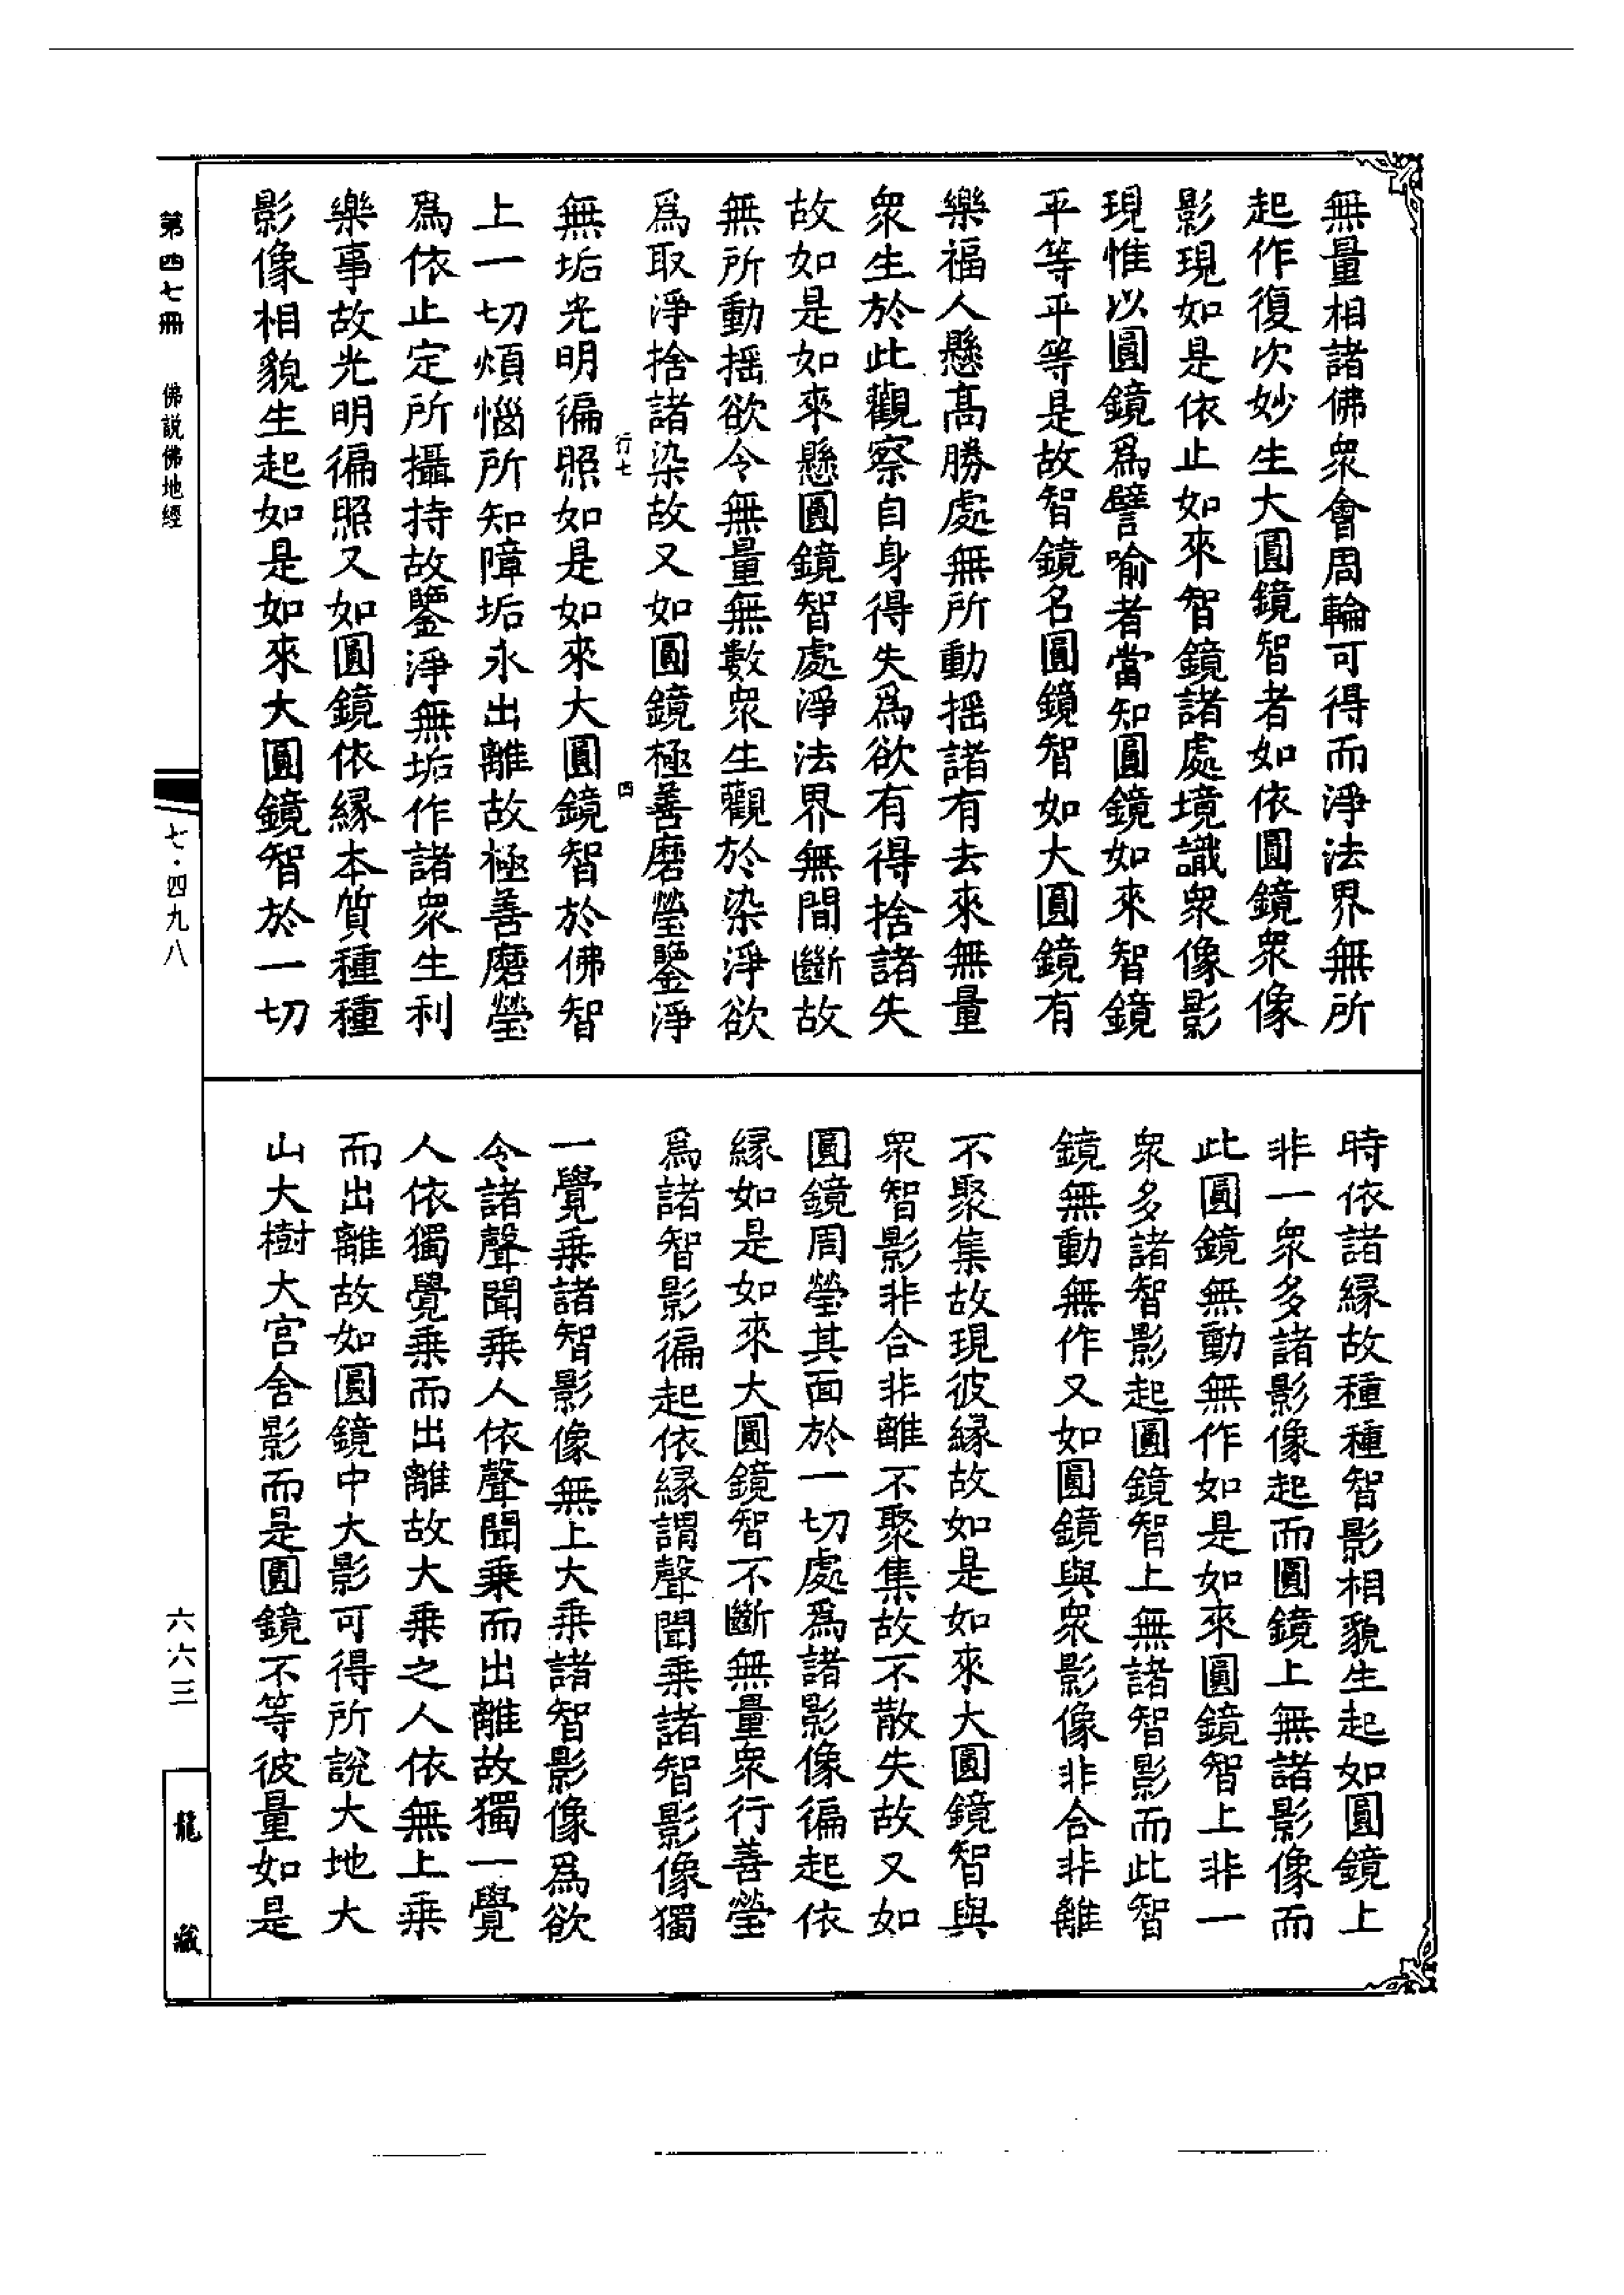 無量相諸佛衆會周輪可得而淨法界無所
起作復次妙生大圓鏡智者如依圓鏡衆像
影現如是依止如來智鏡諸處境識衆像影
現惟以圓鏡爲譬喻者當知圓鏡如來智鏡
平等平等是故智鏡名圓鏡智如大圓鏡有
樂福人懸高勝處無所動揺諸有去來無量
衆生於此觀察自身得失爲欲有得捨諸失
故如是如來懸圓鏡智處淨法界無間斷故
無所動揺欲令無量無數衆生觀於染淨欲
爲取淨捨諸染故又如圓鏡極善磨瑩鑒淨
行七
四
無垢光明徧照如是如來大圓鏡智於佛智
上一切煩惱所知障垢永出離故極善磨瑩
爲依止定所攝持故鑒淨無垢作諸衆生利
樂事故光明徧照又如圓鏡依緣本質種種
影像相貌生起如是如來大圓鏡智於一切
時依諸緣故種種智影相貌生起如圓鏡上
非一衆多諸影像起而圓鏡上無諸影像而
此圓鏡無動無作如是如來圓鏡智上非一
衆多諸智影起圓鏡智上無諸智影而此智
鏡無動無作又如圓鏡與衆影像非合非離
不聚集故現彼緣故如是如來大圓鏡智與
衆智影非合非離不聚集故不散失故又如
圓鏡周瑩其面於一切處爲諸影像徧起依
緣如是如來大圓鏡智不斷無量衆行善瑩
爲諸智影徧起依緣謂聲聞乘諸智影像獨
一覺乘諸智影像無上大乘諸智影像爲欲
令諸聲聞乘人依聲聞乘而出離故獨一覺
人依獨覺乘而出離故大乘之人依無上乘
而出離故如圓鏡中大影可得所說大地大
山大樹大宮舍影而是圓鏡不等彼量如是
第四七冊　佛説佛地經
七·四九八
六六三
龍藏